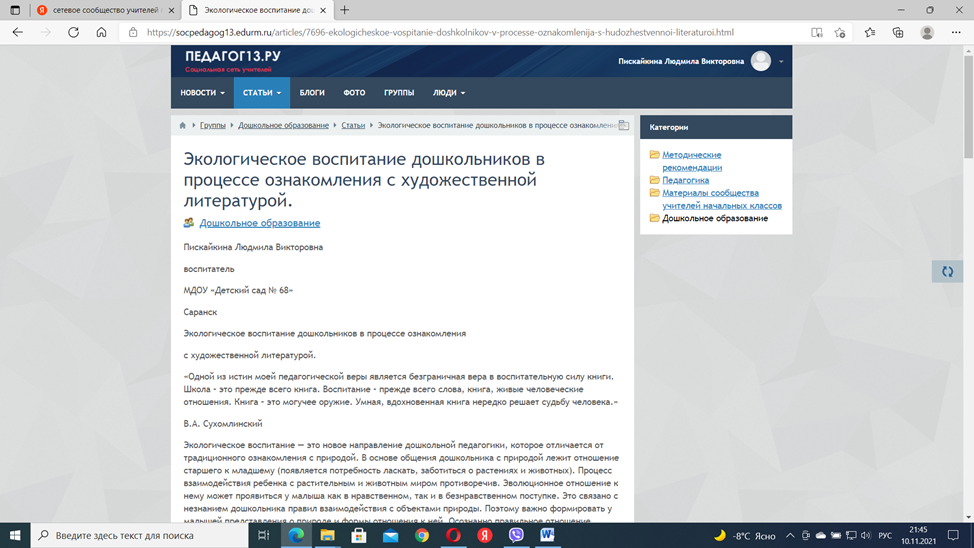 сетевое сообщество учителей
Экологическое воспитание дош
https://socpedagog13.edurm.ru/articles/7696-ekologicheskoe-vospitanie-doshkolnikov-v-processe-oznakomlenija-s-hudozhestvennoi-literaturoi.html
ПЕДАГОГ13.РУ
Социальная сеть учителей
Пискайкина Людмила Викторовна
НОВОСТИ СТАТЬИ БЛОГИ ФОТО ГРУППЫ ЛЮДИ
Группы Дошкольное образование Статьи Экологическое воспитание дошкольников в процессе ознакомления
Категории
Методические
рекомендации
Педагогика
Материалы сообщества
учителей начальных классов
Дошкольное образование
Экологическое воспитание дошкольников в
процессе ознакомления с художественной
литературой.
Дошкольное образование
Пискайкина Людмила Викторовна
воспитатель
МДОУ «Детский сад № 68»
Саранск
Экологическое воспитание дошкольников в процессе ознакомления
с художественной литературой.
«Одной из истин моей педагогической веры является безграничная вера в воспитательную силу книги.
Школа - это прежде всего книга. Воспитание - прежде всего слова, книга, живые человеческие
отношения. Книга - это могучее оружие. Умная, вдохновенная книга нередко решает судьбу человека.»
В.А. Сухомлинский
Экологическое воспитание — это новое направление дошкольной педагогики, которое отличается от
традиционного ознакомления с природой. В основе общения дошкольника с природой лежит отношение
старшего к младшему (появляется потребность ласкать, заботиться о растениях и животных). Процесс
взаимодействия ребенка с растительным и животным миром противоречив. Эволюционное отношение к
нему может проявиться у малыша как в нравственном, так и в безнравственном поступке. Это связано с
незнанием дошкольника правил взаимодействия с объектами природы. Поэтому важно формировать у
малышей представления о природе и формы отношения к ней. Осознанно правильное отношение
Введите здесь текст для поиска
-8°C Ясно
РУС
21:45
10.11.2021